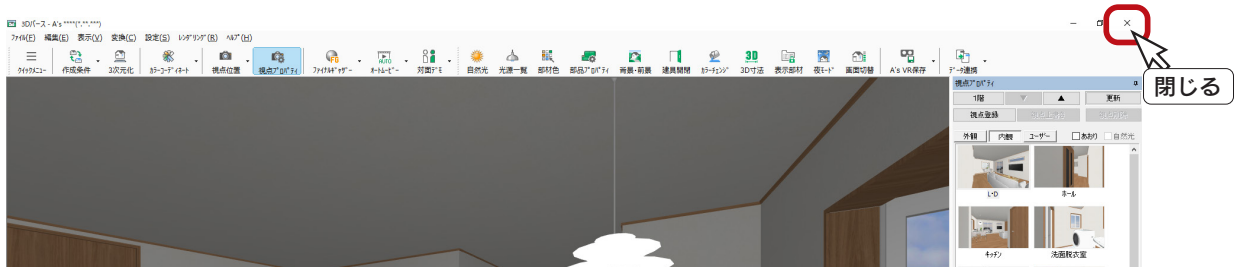 3Dパース - A's ****(*.**.***)
ファイル(F) 編集(E) 表示(V) 変換(C) 設定(S) レンダリング(R) ヘルプ(H)
クイックメニュー 作成条件 3次元化 カラーコーディネート 視点位置 視点プロパティ ファイナルギャザー オートムービー 対面デモ 自然光 光源一覧 部材色 部品プロパティ 背景・前景 建具開閉 カラーチェンジ 3D寸法 表示部材 夜モード 画面切替 A's VR保存 データ連携
閉じる
視点プロパティ
1階 ▼ ▲ 更新
視点登録
外観 内観 ユーザー あおり 自然光
L・D ホール
キッチン 洗面脱衣室